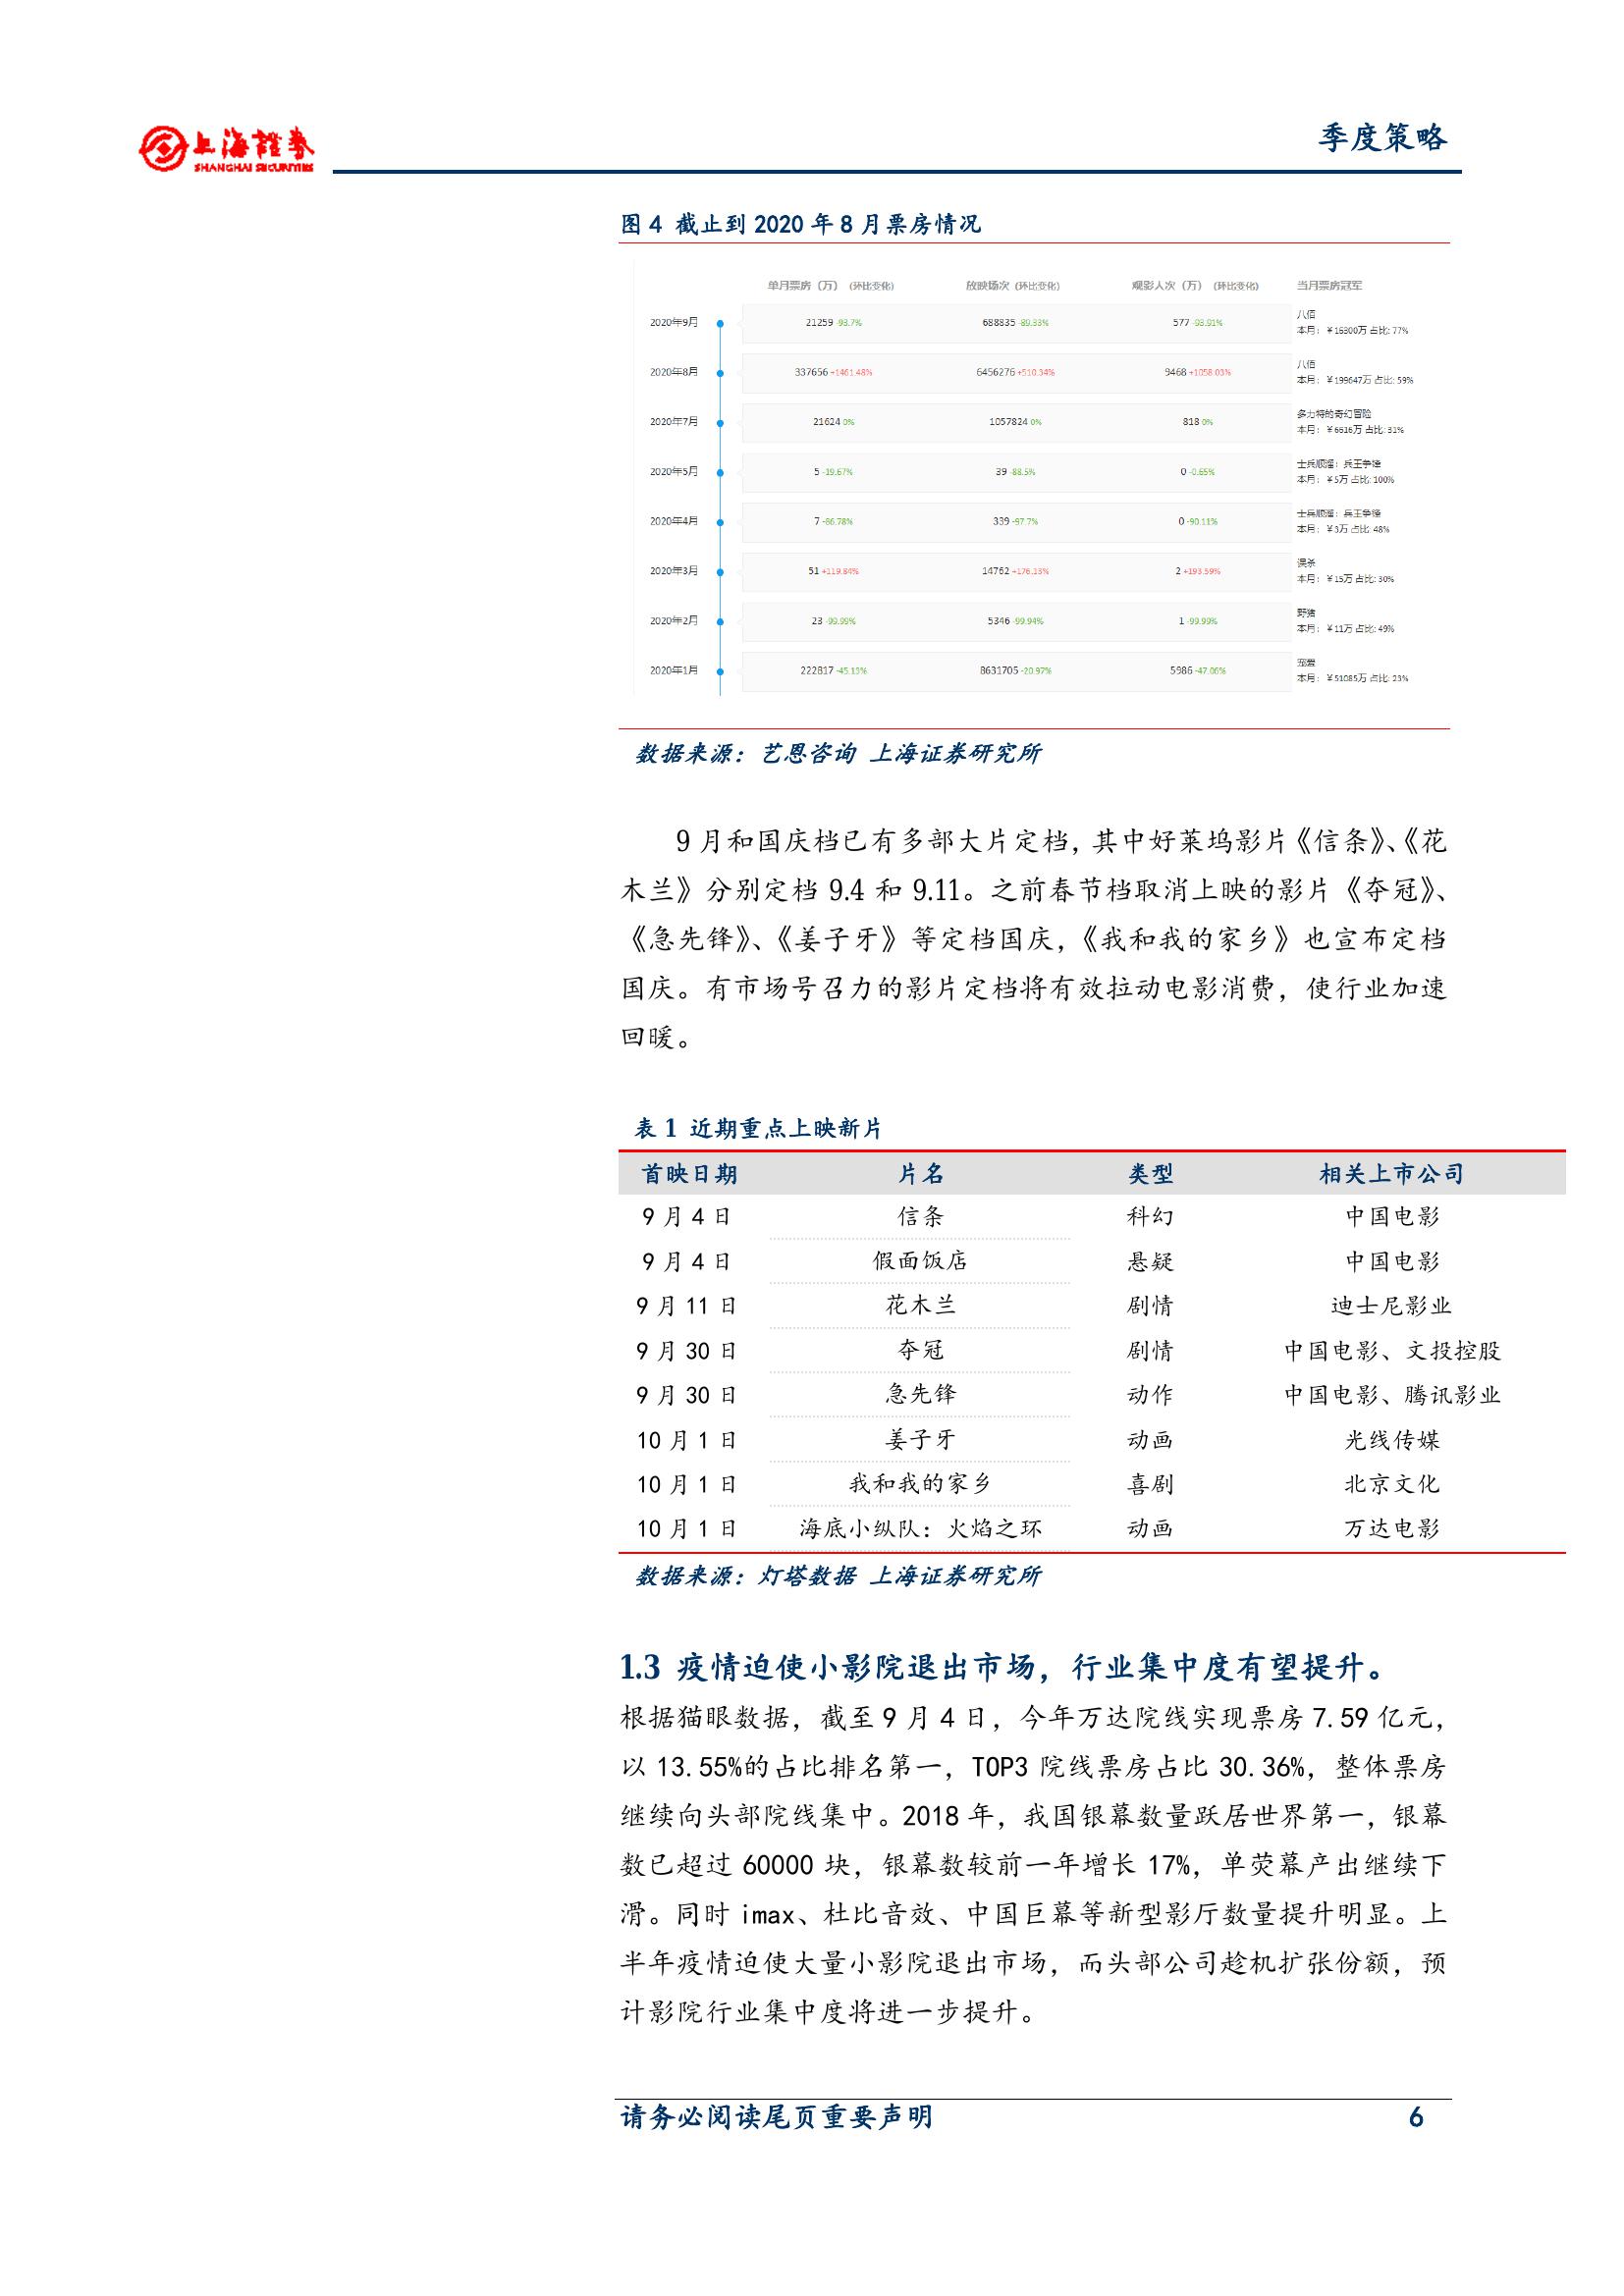 上海證券
SHANGHAI SECURITIES
季度策略
图 4 截止到 2020 年 8 月票房情况
单月票房（万）（环比变化） 放映场次（环比变化） 观影人次（万）（环比变化） 当月票房冠军
2020年9月 21259 -93.7% 688835 -89.33% 577 -93.91% 八佰
本月：￥16300万 占比: 77%
2020年8月 337656 +1461.48% 6456276 +510.34% 9468 +1058.03% 八佰
本月：￥199647万 占比: 59%
2020年7月 21624 0% 1057824 0% 818 0% 多力特的奇幻冒险
本月：￥6616万 占比: 31%
2020年5月 5 -19.67% 39 -88.5% 0 -0.65% 士兵顺溜：兵王争锋
本月：￥5万 占比: 100%
2020年4月 7 -86.78% 339 -97.7% 0 -90.11% 士兵顺溜：兵王争锋
本月：￥3万 占比: 48%
2020年3月 51 +119.84% 14762 +176.13% 2 +193.59% 误杀
本月：￥15万 占比: 30%
2020年2月 23 -99.99% 5346 -99.94% 1 -99.99% 野猪
本月：￥11万 占比: 49%
2020年1月 222817 -45.15% 8631705 -20.97% 5986 -47.06% 宠爱
本月：￥51085万 占比: 23%
数据来源：艺恩咨询 上海证券研究所
9 月和国庆档已有多部大片定档，其中好莱坞影片《信条》、《花
木兰》分别定档 9.4 和 9.11。之前春节档取消上映的影片《夺冠》、
《急先锋》、《姜子牙》等定档国庆，《我和我的家乡》也宣布定档
国庆。有市场号召力的影片定档将有效拉动电影消费，使行业加速
回暖。
表 1 近期重点上映新片
首映日期 片名 类型 相关上市公司
9 月 4 日 信条 科幻 中国电影
9 月 4 日 假面饭店 悬疑 中国电影
9 月 11 日 花木兰 剧情 迪士尼影业
9 月 30 日 夺冠 剧情 中国电影、文投控股
9 月 30 日 急先锋 动作 中国电影、腾讯影业
10 月 1 日 姜子牙 动画 光线传媒
10 月 1 日 我和我的家乡 喜剧 北京文化
10 月 1 日 海底小纵队：火焰之环 动画 万达电影
数据来源：灯塔数据 上海证券研究所
1.3 疫情迫使小影院退出市场，行业集中度有望提升。
根据猫眼数据，截至 9 月 4 日，今年万达院线实现票房 7.59 亿元，
以 13.55%的占比排名第一，TOP3 院线票房占比 30.36%，整体票房
继续向头部院线集中。2018 年，我国银幕数量跃居世界第一，银幕
数已超过 60000 块，银幕数较前一年增长 17%，单荧幕产出继续下
滑。同时 imax、杜比音效、中国巨幕等新型影厅数量提升明显。上
半年疫情迫使大量小影院退出市场，而头部公司趁机扩张份额，预
计影院行业集中度将进一步提升。
请务必阅读尾页重要声明 6